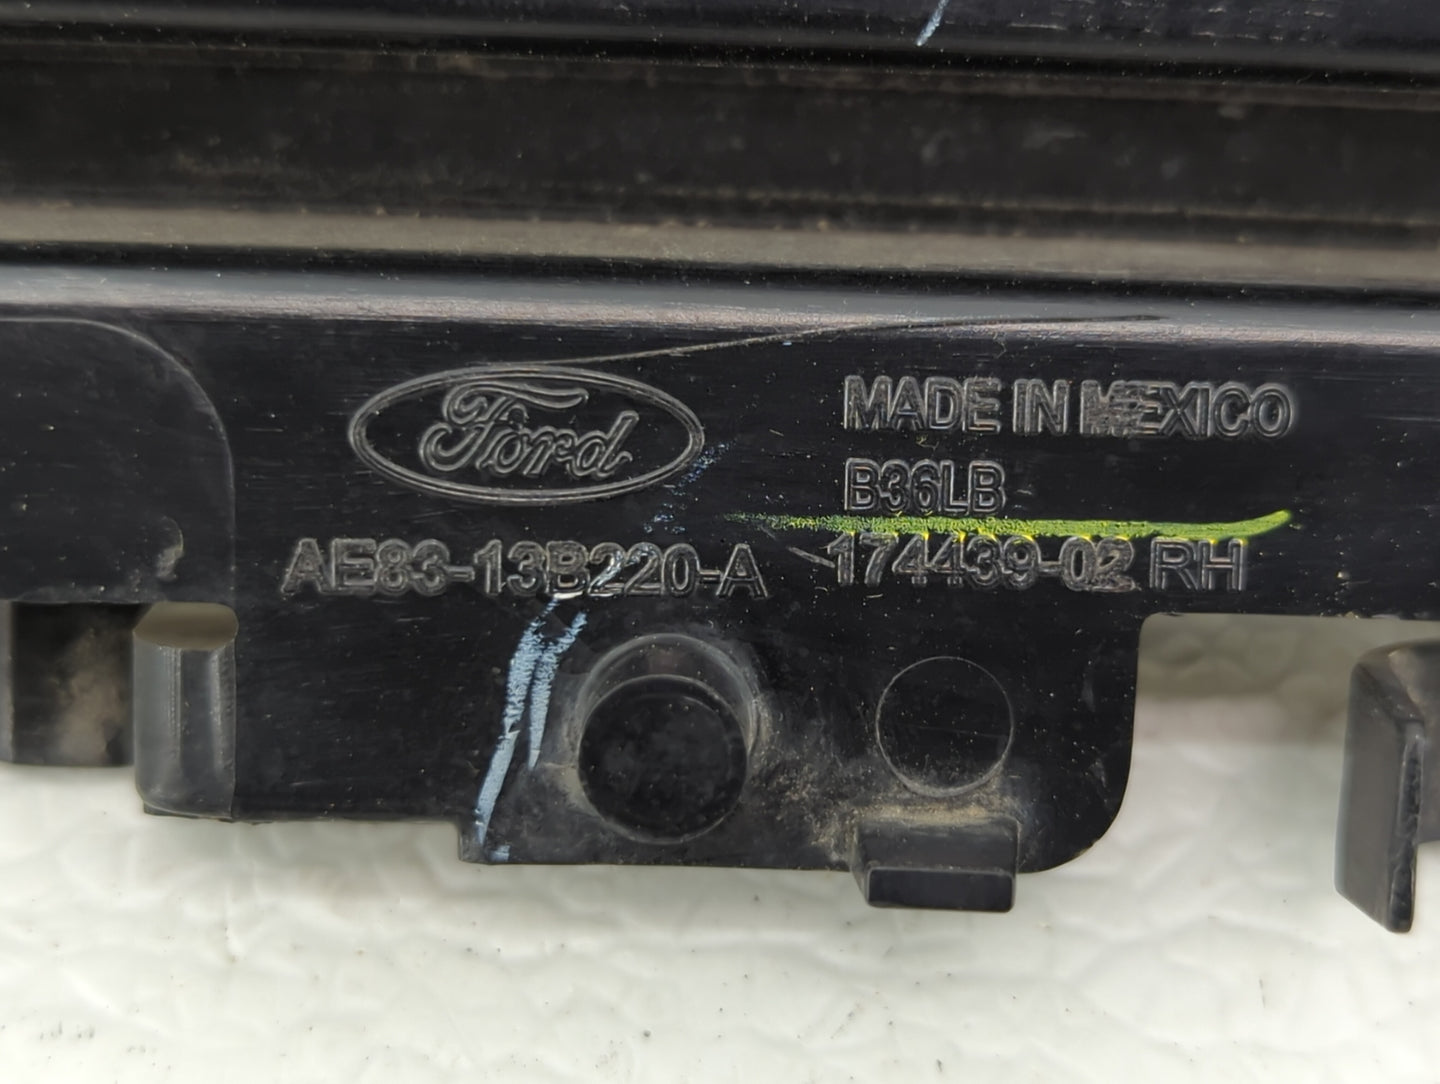 Ford
MADE IN MEXICO
B36LB
AE83-13B220-A 174439-02 RH